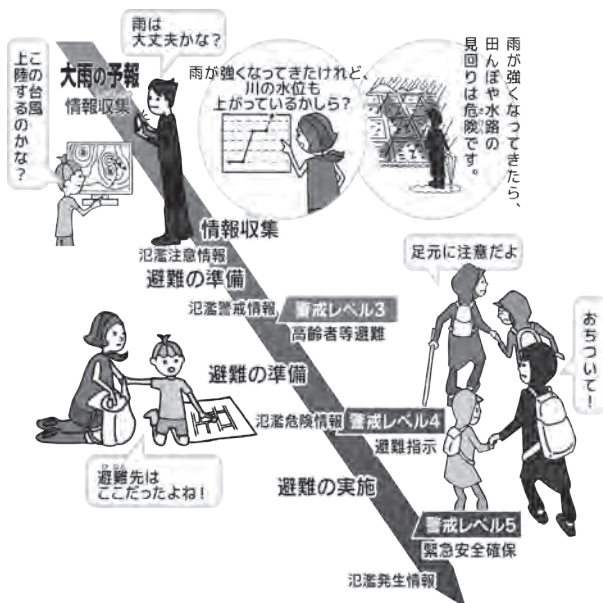 雨は
大丈夫かな?
この台風
上陸するのかな?
大雨の予報
情報収集
雨が強くなってきたけれど、
川の水位も
上がっているかしら?
雨が強くなってきたら、
田んぼや水路の
見回りは危険です。
情報収集
氾濫注意情報
避難の準備
足元に注意だよ
氾濫警戒情報
警戒レベル3
高齢者等避難
おちついて!
避難の準備
氾濫危険情報
警戒レベル4
避難指示
避難先は
ここだったよね!
避難の実施
警戒レベル5
緊急安全確保
氾濫発生情報